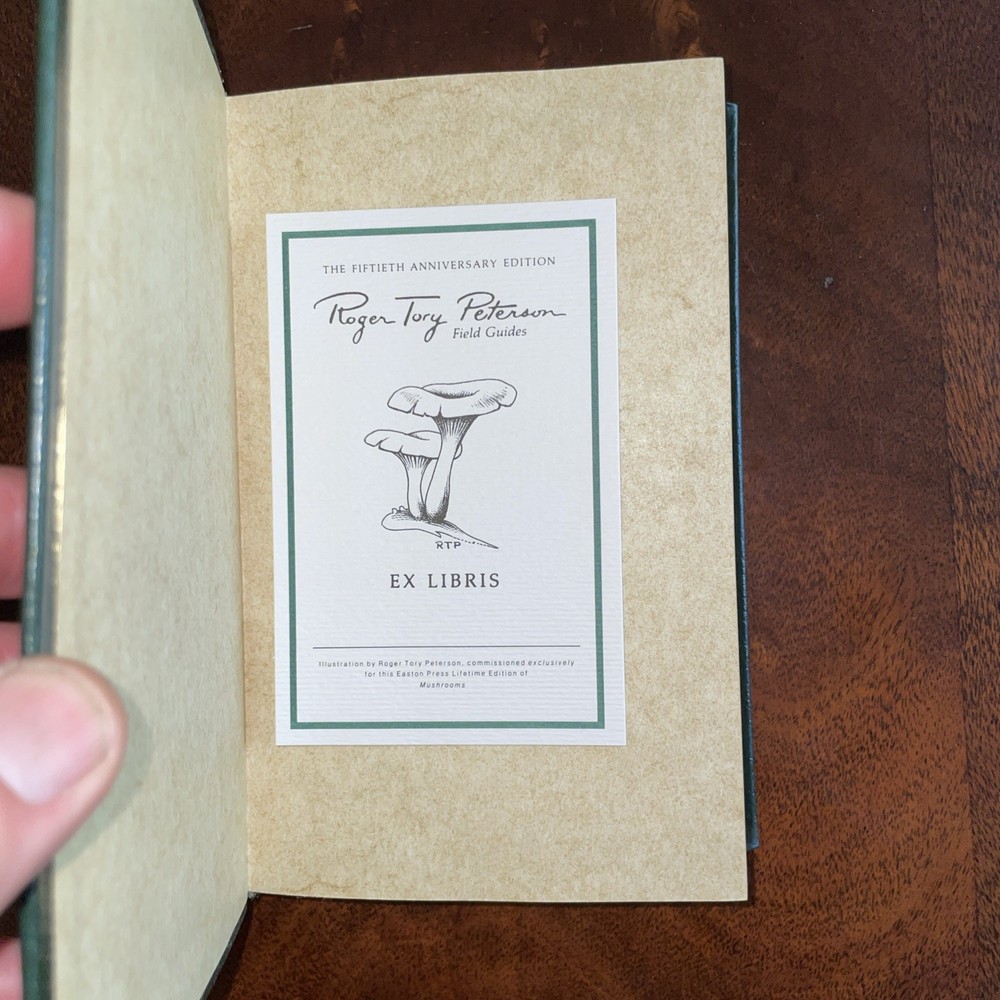 THE FIFTIETH ANNIVERSARY EDITION
Roger Tory Peterson
Field Guides
RTP
EX LIBRIS
Illustration by Roger Tory Peterson, commissioned exclusively
for this Easton Press Lifetime Edition of
Mushrooms